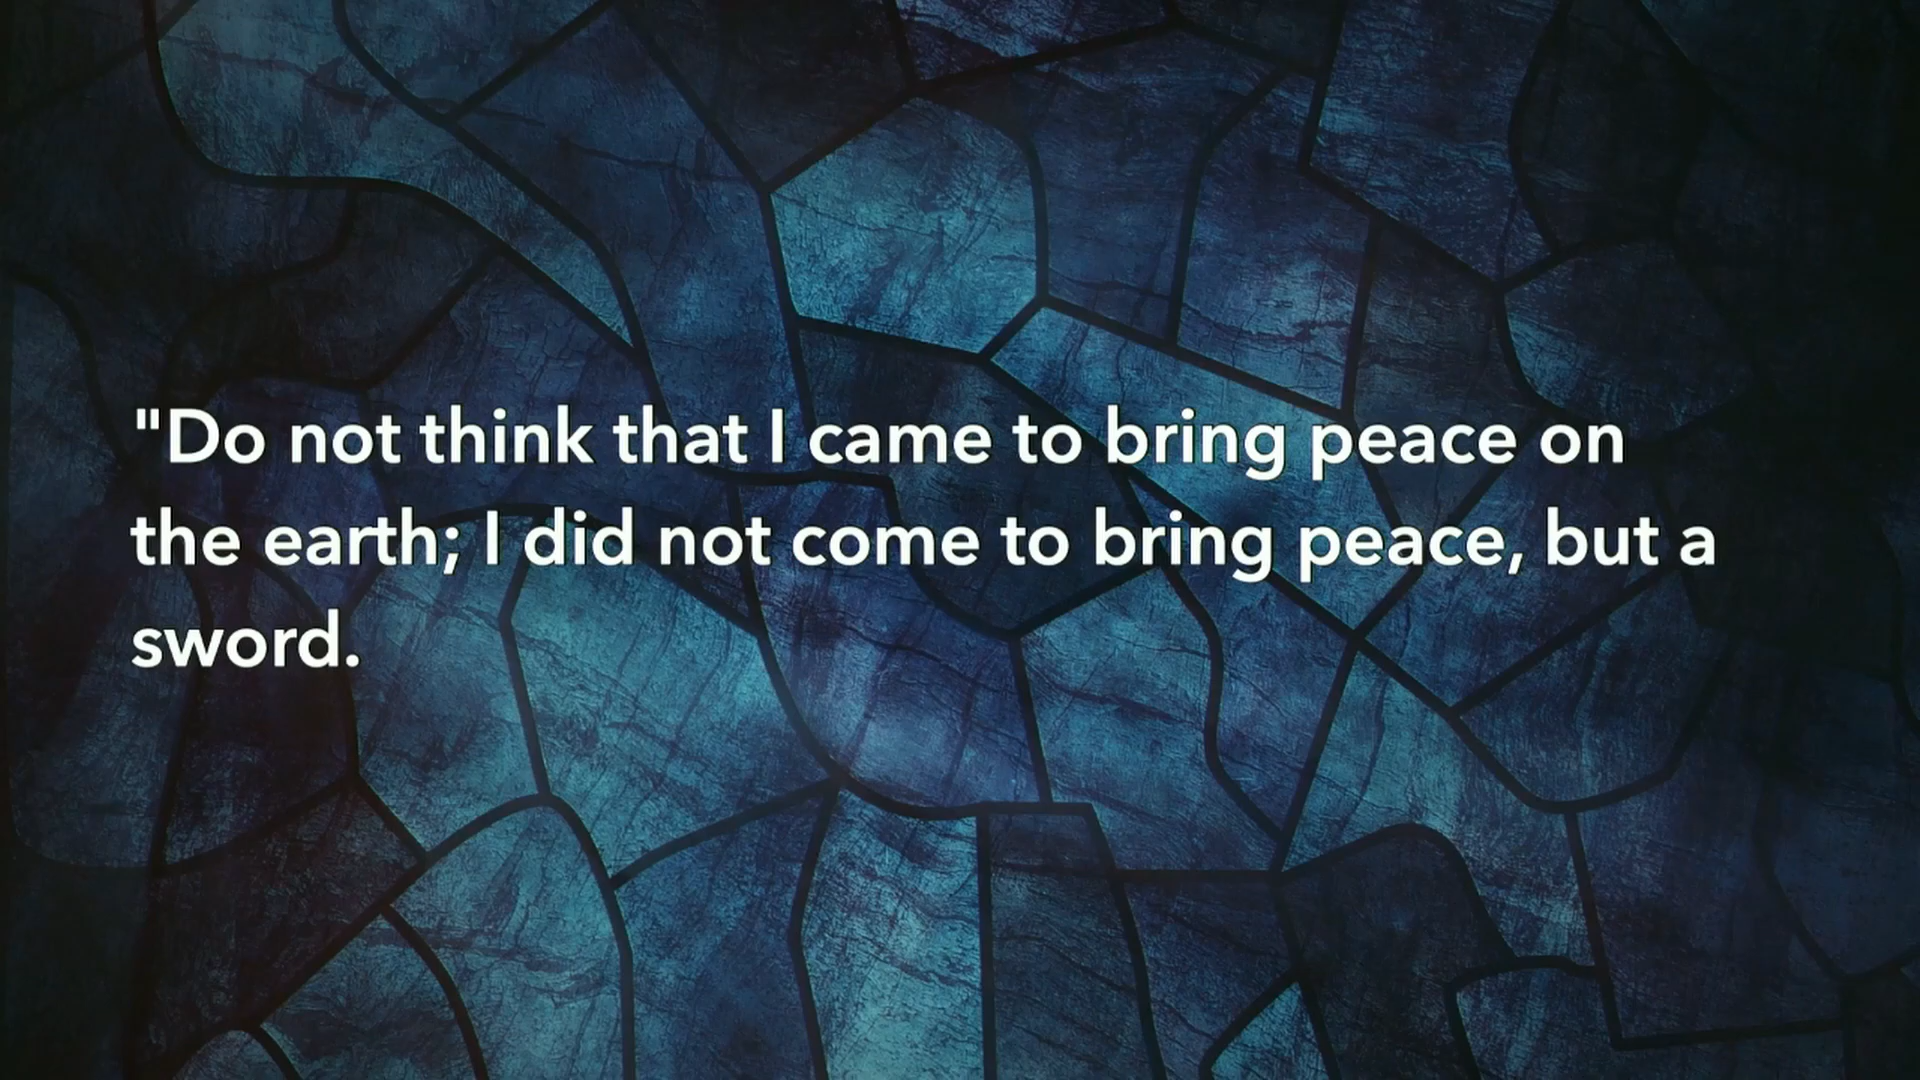 "Do not think that I came to bring peace on
the earth; I did not come to bring peace, but a
sword.